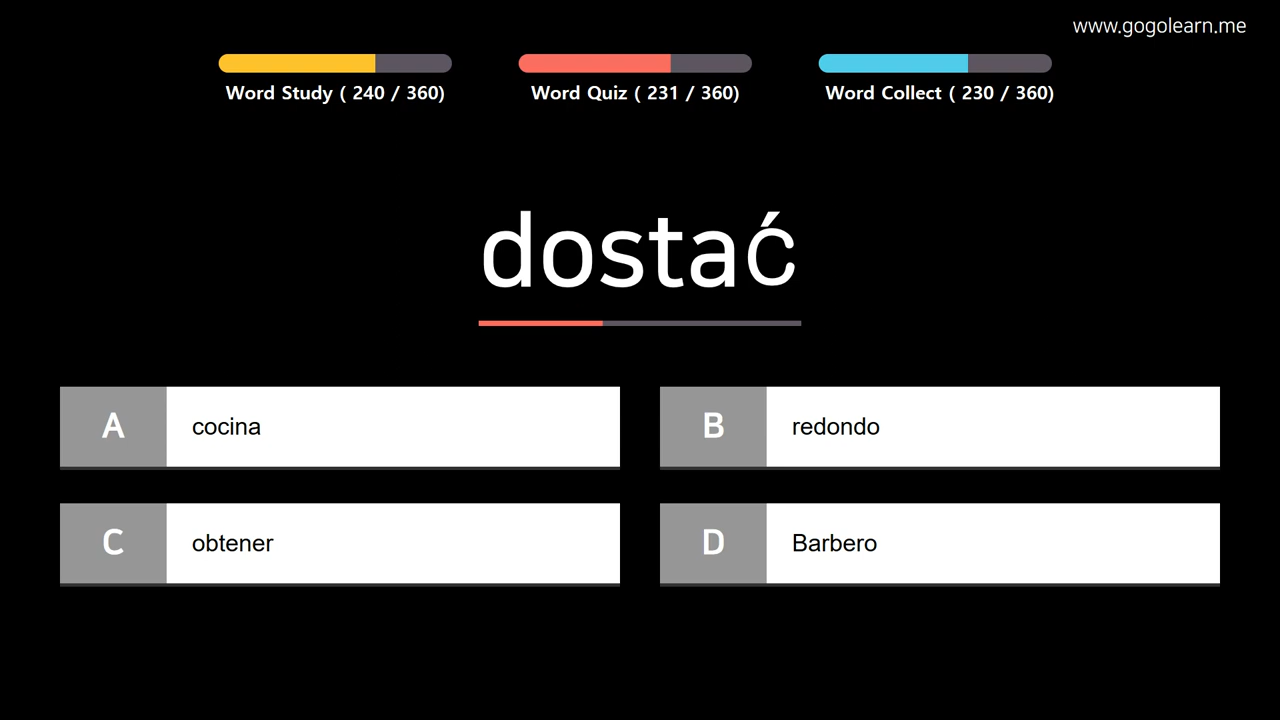 www.gogolearn.me
Word Study ( 240 / 360)
Word Quiz ( 231 / 360)
Word Collect ( 230 / 360)
dostać
A cocina
B redondo
C obtener
D Barbero